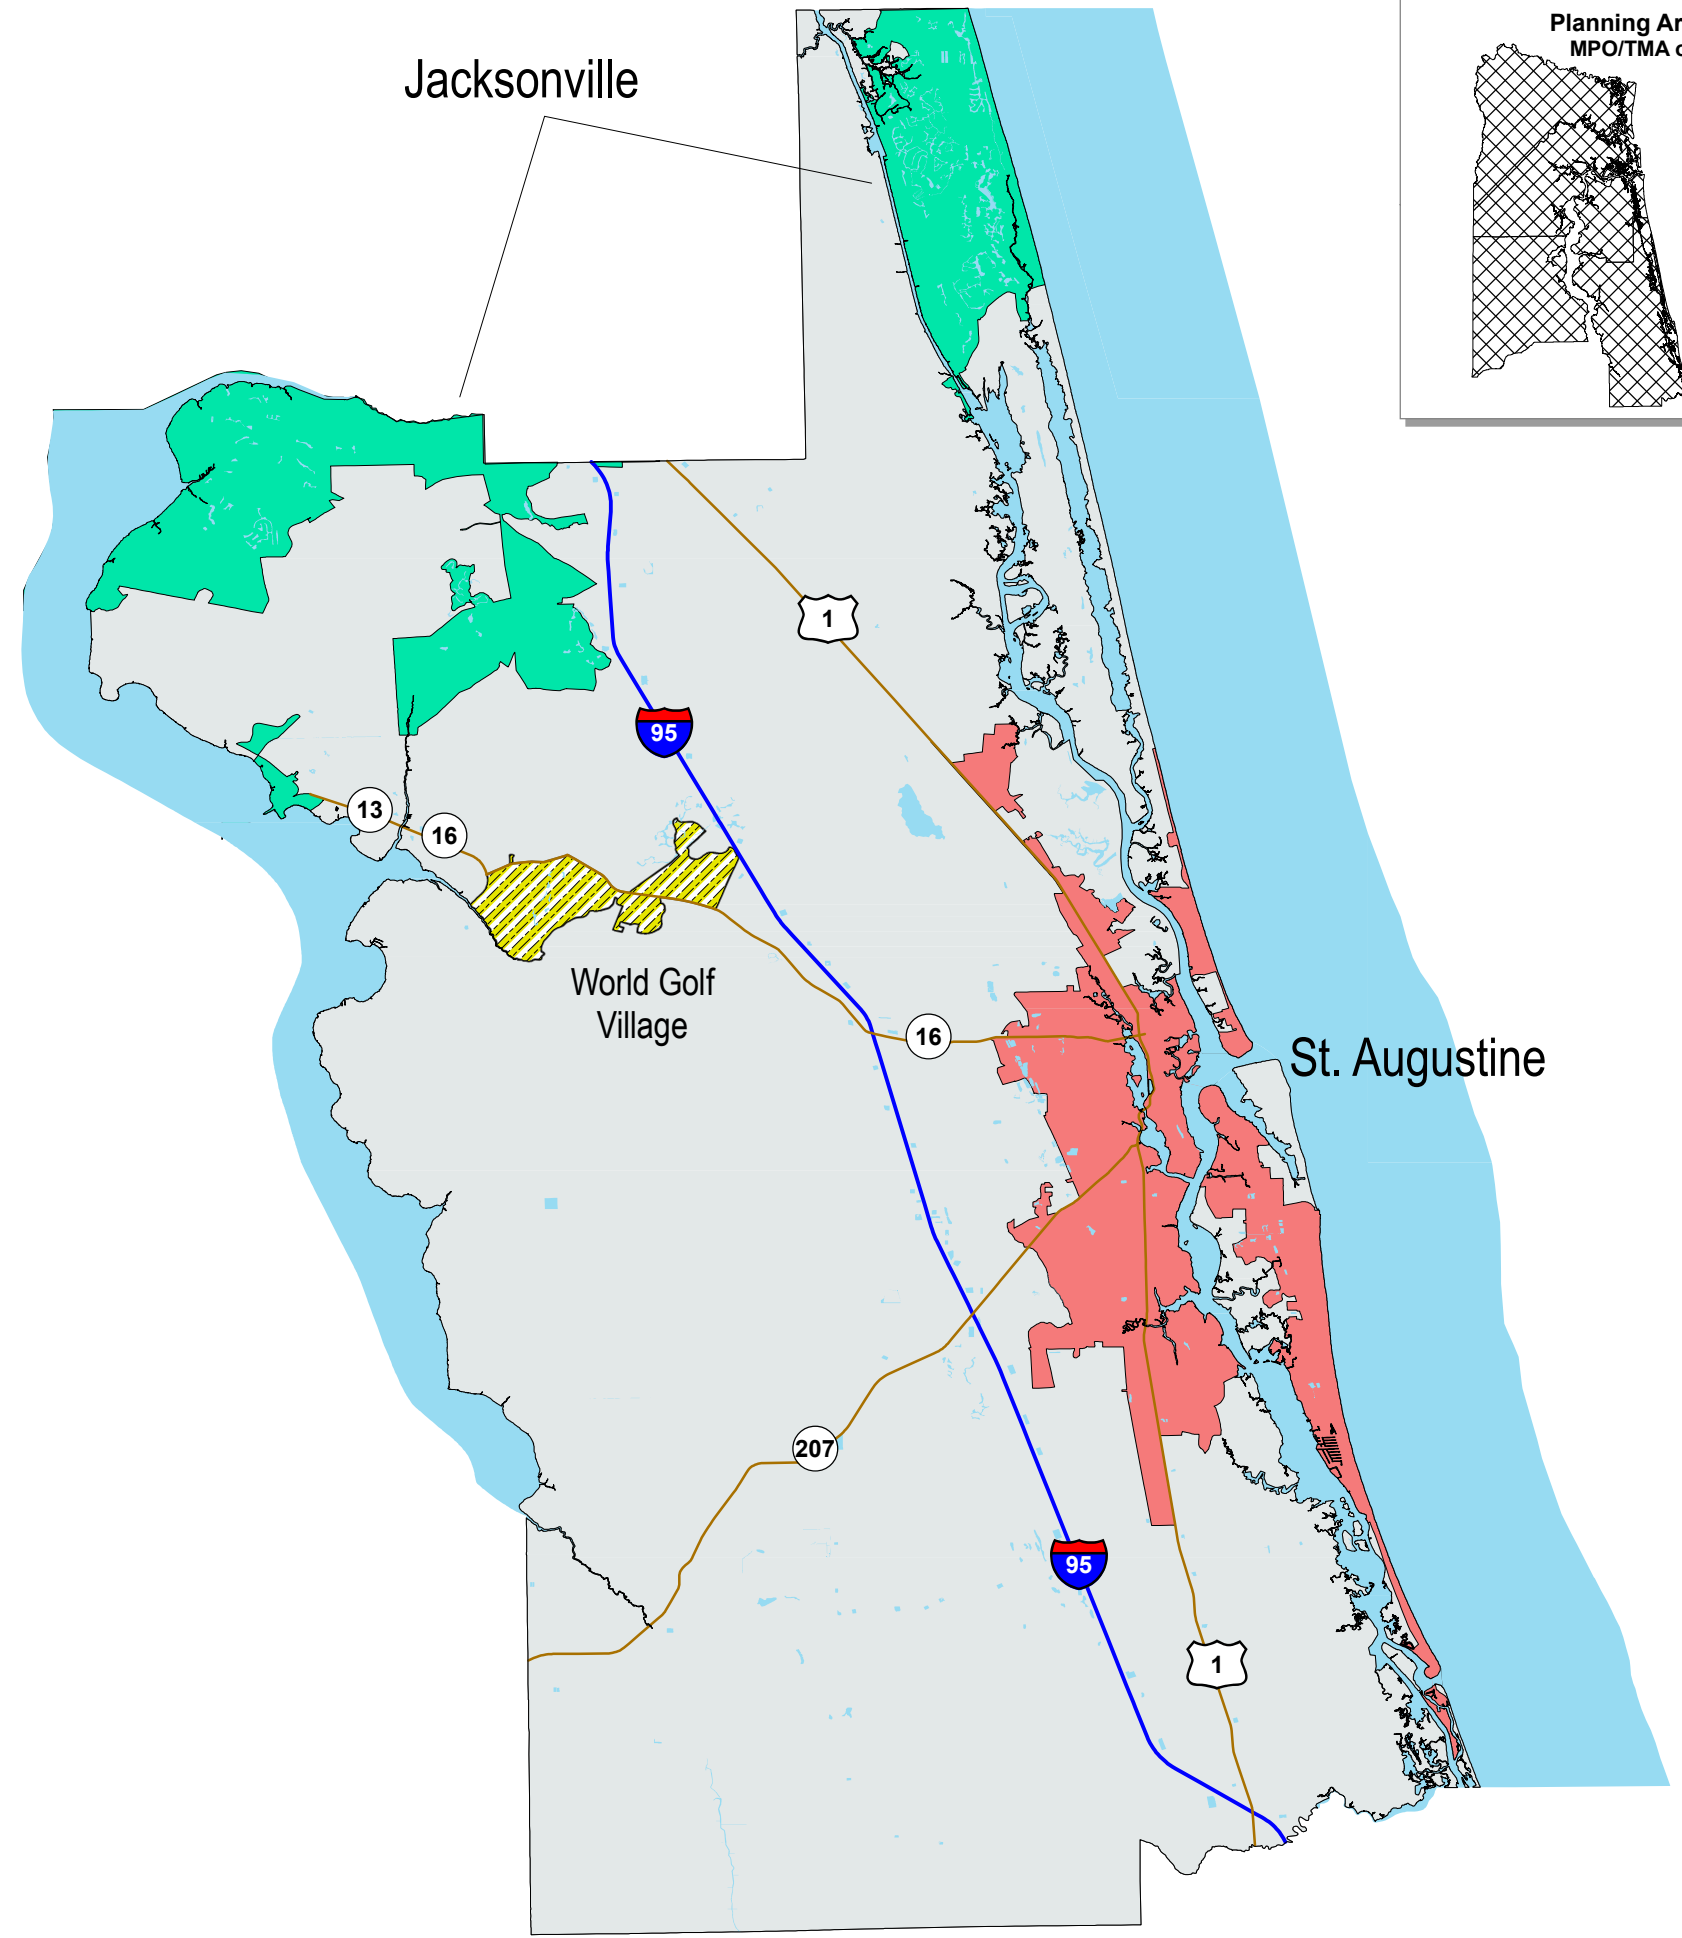 Planning Ar
MPO/TMA
Jacksonville
1
95
13
16
World Golf
Village
16
St. Augustine
207
95
1